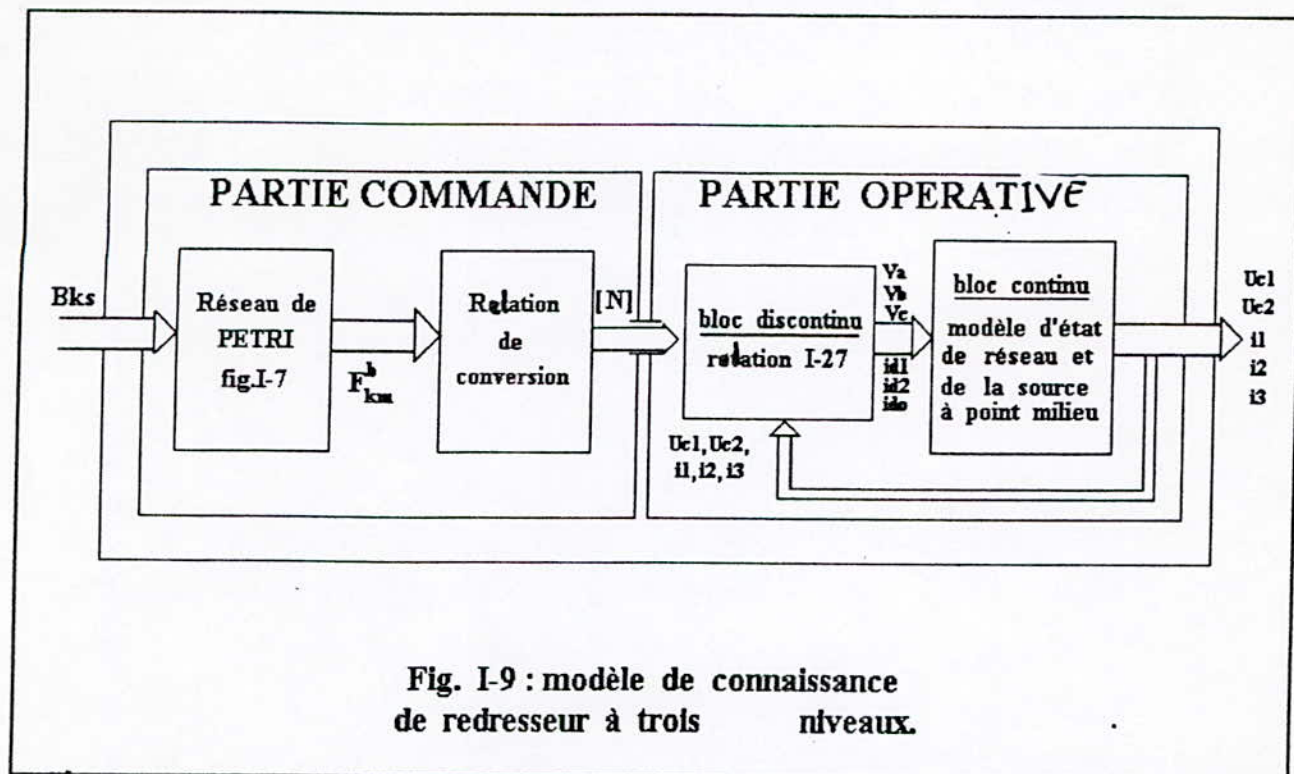 PARTIE COMMANDE
PARTIE OPERATIVE
Bks
Réseau de
PETRI
fig.I-7
F^b_km
Relation
de
conversion
[N]
bloc discontinu
relation I-27
Va
Vb
Vc
id1
id2
ido
bloc continu
modèle d'état
de réseau et
de la source
à point milieu
Uc1
Uc2
i1
i2
i3
Uc1, Uc2,
i1, i2, i3
Fig. I-9 : modèle de connaissance
de redresseur à trois niveaux.